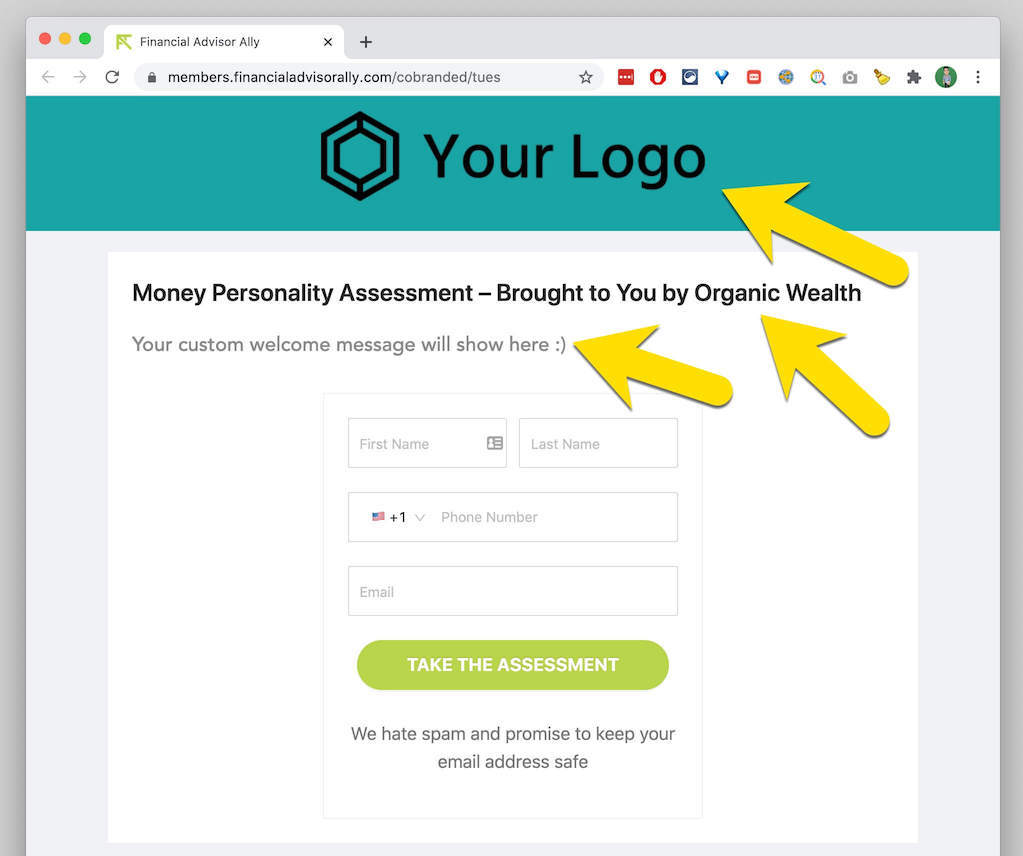 Financial Advisor Ally
members.financialadvisorally.com/cobranded/tues
Your Logo
Money Personality Assessment – Brought to You by Organic Wealth
Your custom welcome message will show here :)
First Name
Last Name
+1
Phone Number
Email
TAKE THE ASSESSMENT
We hate spam and promise to keep your
email address safe